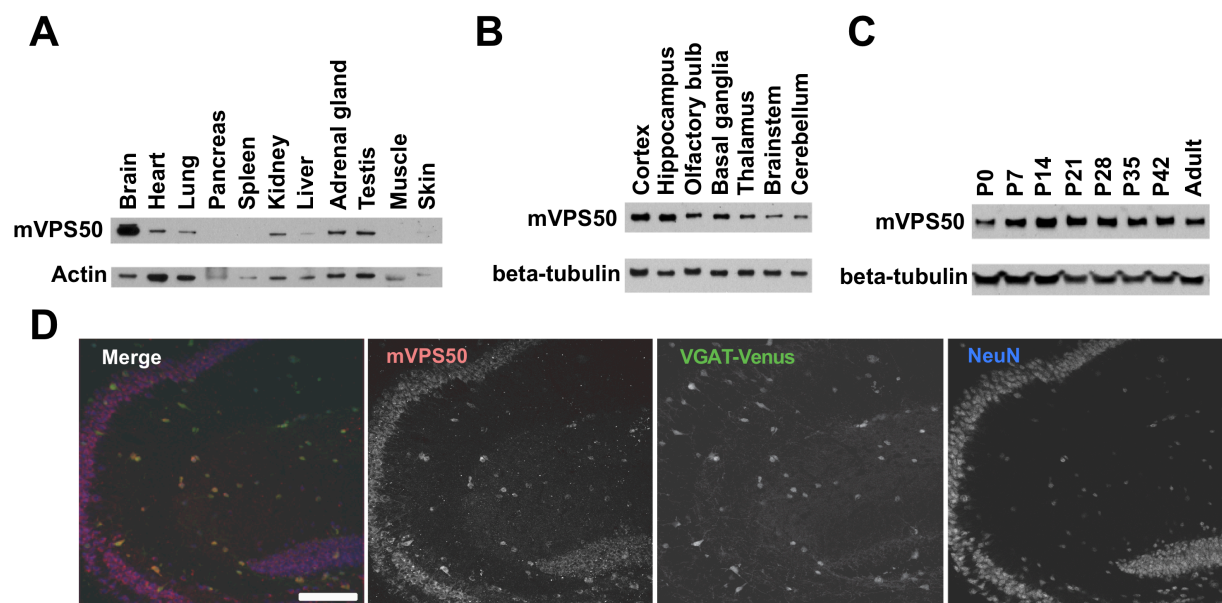 A
Brain
Heart
Lung
Pancreas
Spleen
Kidney
Liver
Adrenal gland
Testis
Muscle
Skin
mVPS50
Actin
B
Cortex
Hippocampus
Olfactory bulb
Basal ganglia
Thalamus
Brainstem
Cerebellum
mVPS50
beta-tubulin
C
P0
P7
P14
P21
P28
P35
P42
Adult
mVPS50
beta-tubulin
D
Merge
mVPS50
VGAT-Venus
NeuN